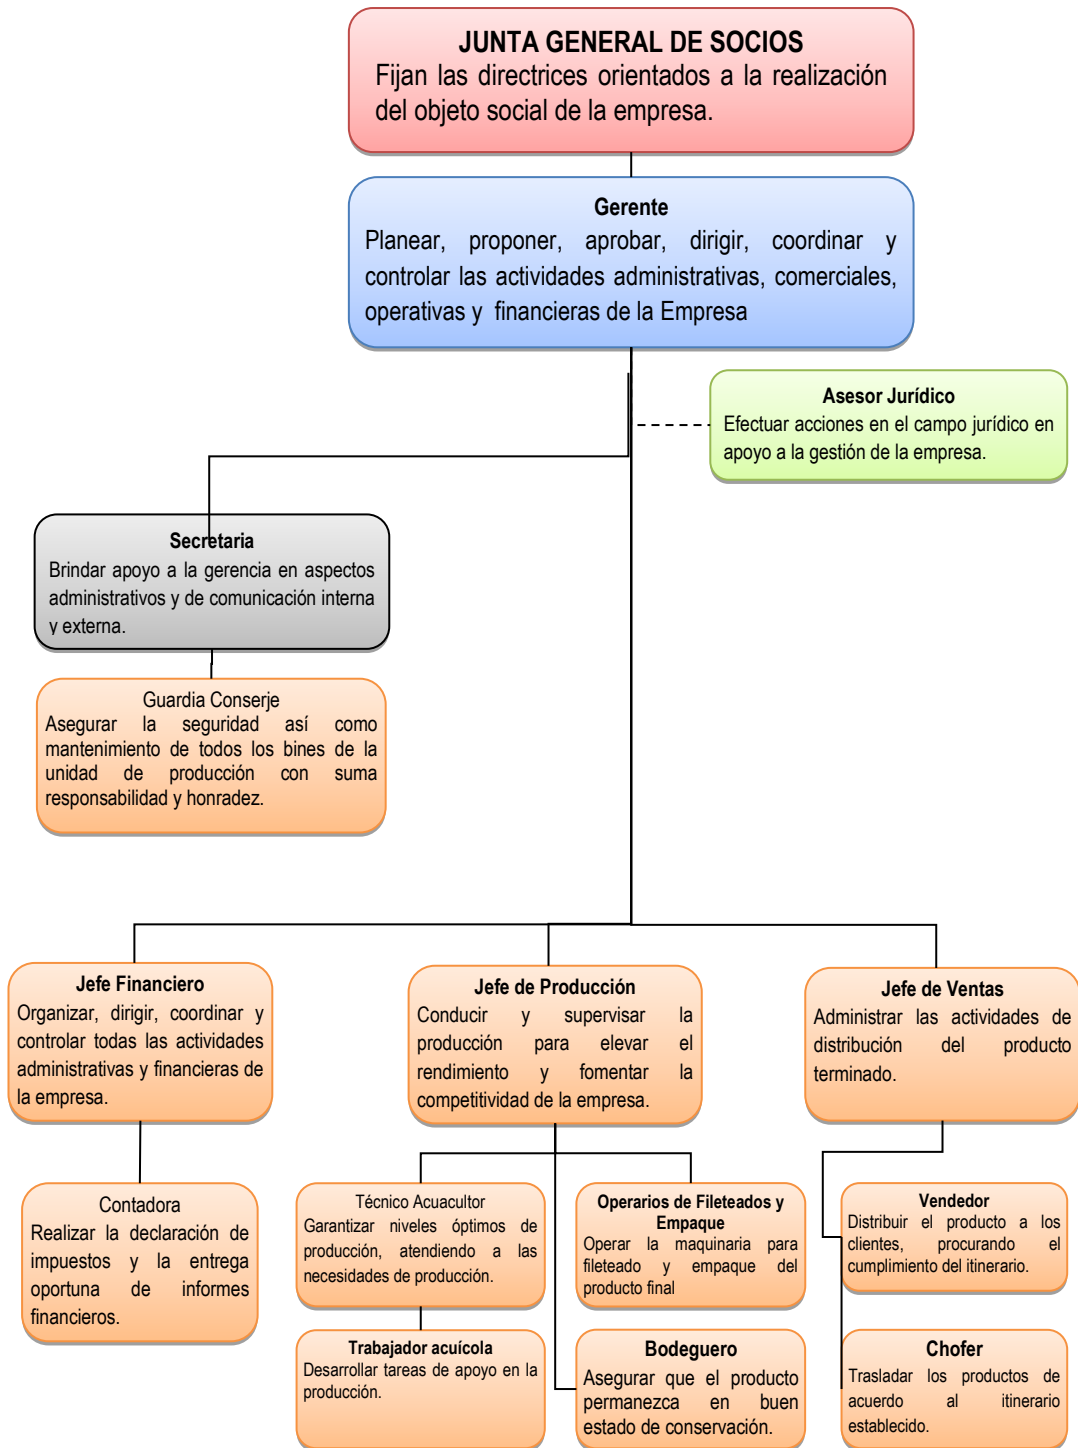 JUNTA GENERAL DE SOCIOS
Fijan las directrices orientados a la realización
del objeto social de la empresa.
Gerente
Planear, proponer, aprobar, dirigir, coordinar y
controlar las actividades administrativas, comerciales,
operativas y financieras de la Empresa
Asesor Jurídico
Efectuar acciones en el campo jurídico en
apoyo a la gestión de la empresa.
Secretaria
Brindar apoyo a la gerencia en aspectos
administrativos y de comunicación interna
y externa.
Guardia Conserje
Asegurar la seguridad así como
mantenimiento de todos los bines de la
unidad de producción con suma
responsabilidad y honradez.
Jefe Financiero
Organizar, dirigir, coordinar y
controlar todas las actividades
administrativas y financieras de
la empresa.
Jefe de Producción
Conducir y supervisar la
producción para elevar el
rendimiento y fomentar la
competitividad de la empresa.
Jefe de Ventas
Administrar las actividades de
distribución del producto
terminado.
Contadora
Realizar la declaración de
impuestos y la entrega
oportuna de informes
financieros.
Técnico Acuacultor
Garantizar niveles óptimos de
producción, atendiendo a las
necesidades de producción.
Operarios de Fileteados y
Empaque
Operar la maquinaria para
fileteado y empaque del
producto final
Vendedor
Distribuir el producto a los
clientes, procurando el
cumplimiento del itinerario.
Trabajador acuícola
Desarrollar tareas de apoyo en la
producción.
Bodeguero
Asegurar que el producto
permanezca en buen
estado de conservación.
Chofer
Trasladar los productos de
acuerdo al itinerario
establecido.